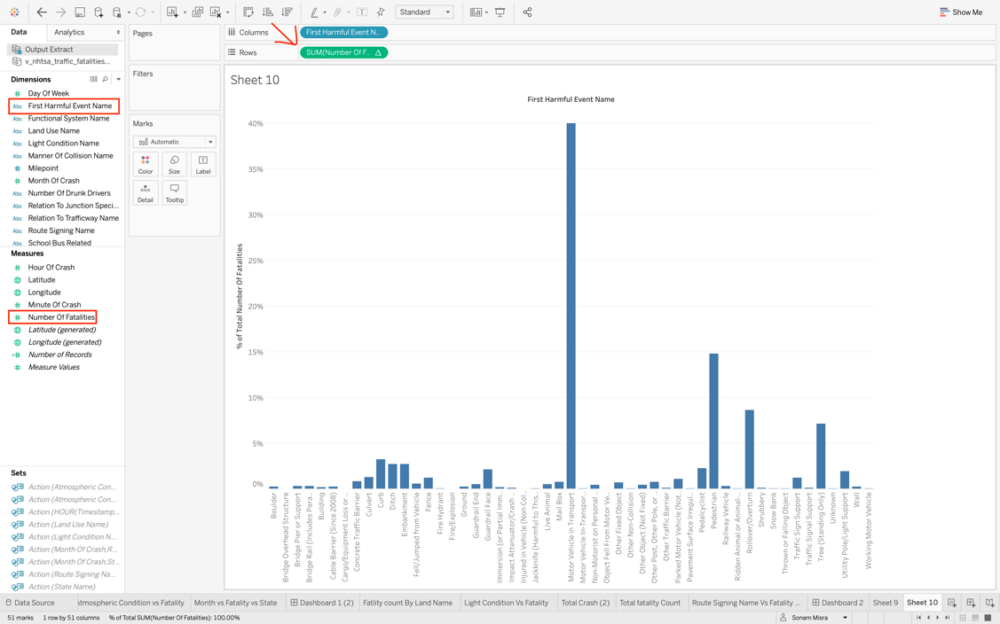 Standard
Show Me
Data
Analytics
Pages
Columns
First Harmful Event N..
Rows
SUM(Number Of F..
Output Extract
v_nhtsa_traffic_fatalities...
Dimensions
Day Of Week
Abc First Harmful Event Name
Abc Functional System Name
Abc Land Use Name
Abc Light Condition Name
Abc Manner Of Collision Name
Milepoint
Month Of Crash
Abc Number Of Drunk Drivers
Abc Relation To Junction Speci...
Abc Relation To Trafficway Name
Abc Route Signing Name
Abc School Bus Related
Measures
Hour Of Crash
Latitude
Longitude
Minute Of Crash
Number Of Fatalities
Latitude (generated)
Longitude (generated)
Number of Records
Measure Values
Sets
Action (Atmospheric Con...
Action (Atmospheric Con...
Action (HOUR(Timestamp...
Action (Land Use Name)
Action (Light Condition N...
Action (Month Of Crash,R...
Action (Month Of Crash,St...
Action (Route Signing Na...
Action (State Name)
Filters
Marks
Automatic
Color
Size
Label
Detail
Tooltip
Sheet 10
First Harmful Event Name
% of Total Number Of Fatalities
40%
35%
30%
25%
20%
15%
10%
5%
0%
Boulder
Bridge Overhead Structure
Bridge Pier or Support
Bridge Rail (Includes Para..
Building
Cable Barrier (Since 2008)
Cargo/Equipment Loss or ..
Concrete Traffic Barrier
Culvert
Curb
Ditch
Embankment
Fell/Jumped from Vehicle
Fence
Fire Hydrant
Fire/Explosion
Ground
Guardrail End
Guardrail Face
Immersion (or Partial Imm..
Impact Attenuator/Crash ..
Injured in Vehicle (Non-Col..
Jackknife (Harmful to This..
Live Animal
Mail Box
Motor Vehicle in Transport
Motor Vehicle In-Transpor..
Non-Motorist on Personal ..
Object Fell From Motor Ve..
Other Fixed Object
Other Non-Collision
Other Object (Not Fixed)
Other Post, Other Pole, or ..
Other Traffic Barrier
Parked Motor Vehicle (Not..
Pavement Surface Irregul..
Pedalcyclist
Pedestrian
Railway Vehicle
Ridden Animal or Animal-..
Rollover/Overturn
Shrubbery
Snow Bank
Thrown or Falling Object
Traffic Sign Support
Traffic Signal Support
Tree (Standing Only)
Unknown
Utility Pole/Light Support
Wall
Working Motor Vehicle
Data Source
Atmospheric Condition vs Fatality
Month vs Fatality vs State
Dashboard 1 (2)
Fatlity count By Land Name
Light Condition Vs Fatality
Total Crash (2)
Total fatality Count
Route Signing Name Vs Fatality ...
Dashboard 2
Sheet 9
Sheet 10
51 marks
1 row by 51 columns
% of Total SUM(Number Of Fatalities): 100.00%
Sonam Misra